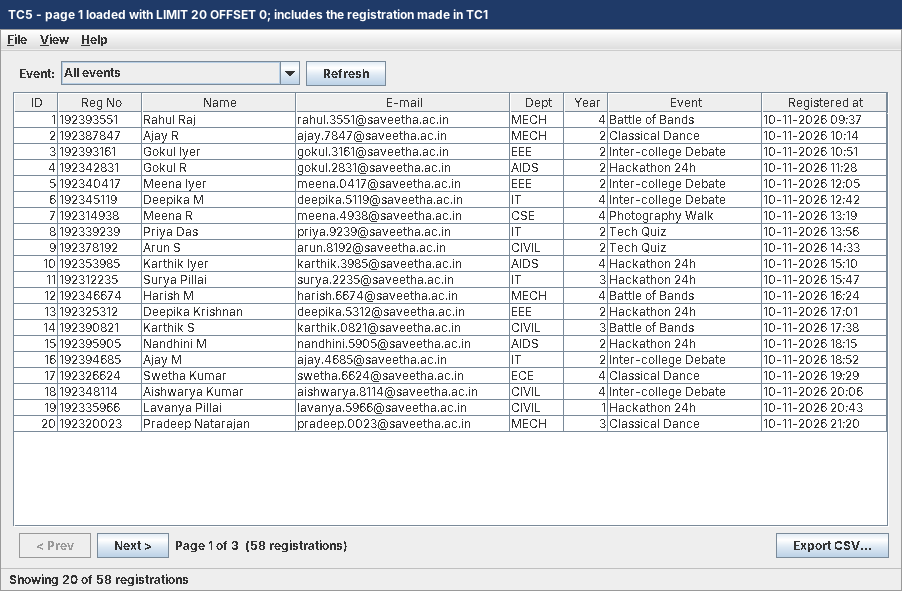 TC5 - page 1 loaded with LIMIT 20 OFFSET 0; includes the registration made in TC1
File View Help
Event: All events Refresh
ID Reg No Name E-mail Dept Year Event Registered at
1 192393551 Rahul Raj rahul.3551@saveetha.ac.in MECH 4 Battle of Bands 10-11-2026 09:37
2 192387847 Ajay R ajay.7847@saveetha.ac.in MECH 2 Classical Dance 10-11-2026 10:14
3 192393161 Gokul Iyer gokul.3161@saveetha.ac.in EEE 2 Inter-college Debate 10-11-2026 10:51
4 192342831 Gokul R gokul.2831@saveetha.ac.in AIDS 2 Hackathon 24h 10-11-2026 11:28
5 192340417 Meena Iyer meena.0417@saveetha.ac.in EEE 2 Inter-college Debate 10-11-2026 12:05
6 192345119 Deepika M deepika.5119@saveetha.ac.in IT 4 Inter-college Debate 10-11-2026 12:42
7 192314938 Meena R meena.4938@saveetha.ac.in CSE 4 Photography Walk 10-11-2026 13:19
8 192339239 Priya Das priya.9239@saveetha.ac.in IT 2 Tech Quiz 10-11-2026 13:56
9 192378192 Arun S arun.8192@saveetha.ac.in CIVIL 2 Tech Quiz 10-11-2026 14:33
10 192353985 Karthik Iyer karthik.3985@saveetha.ac.in AIDS 4 Hackathon 24h 10-11-2026 15:10
11 192312235 Surya Pillai surya.2235@saveetha.ac.in IT 3 Hackathon 24h 10-11-2026 15:47
12 192346674 Harish M harish.6674@saveetha.ac.in MECH 4 Battle of Bands 10-11-2026 16:24
13 192325312 Deepika Krishnan deepika.5312@saveetha.ac.in EEE 2 Hackathon 24h 10-11-2026 17:01
14 192390821 Karthik S karthik.0821@saveetha.ac.in CIVIL 3 Battle of Bands 10-11-2026 17:38
15 192395905 Nandhini M nandhini.5905@saveetha.ac.in AIDS 2 Hackathon 24h 10-11-2026 18:15
16 192394685 Ajay M ajay.4685@saveetha.ac.in IT 2 Inter-college Debate 10-11-2026 18:52
17 192326624 Swetha Kumar swetha.6624@saveetha.ac.in ECE 4 Classical Dance 10-11-2026 19:29
18 192348114 Aishwarya Kumar aishwarya.8114@saveetha.ac.in CIVIL 4 Inter-college Debate 10-11-2026 20:06
19 192335966 Lavanya Pillai lavanya.5966@saveetha.ac.in CIVIL 1 Hackathon 24h 10-11-2026 20:43
20 192320023 Pradeep Natarajan pradeep.0023@saveetha.ac.in MECH 3 Classical Dance 10-11-2026 21:20
< Prev Next > Page 1 of 3 (58 registrations) Export CSV...
Showing 20 of 58 registrations